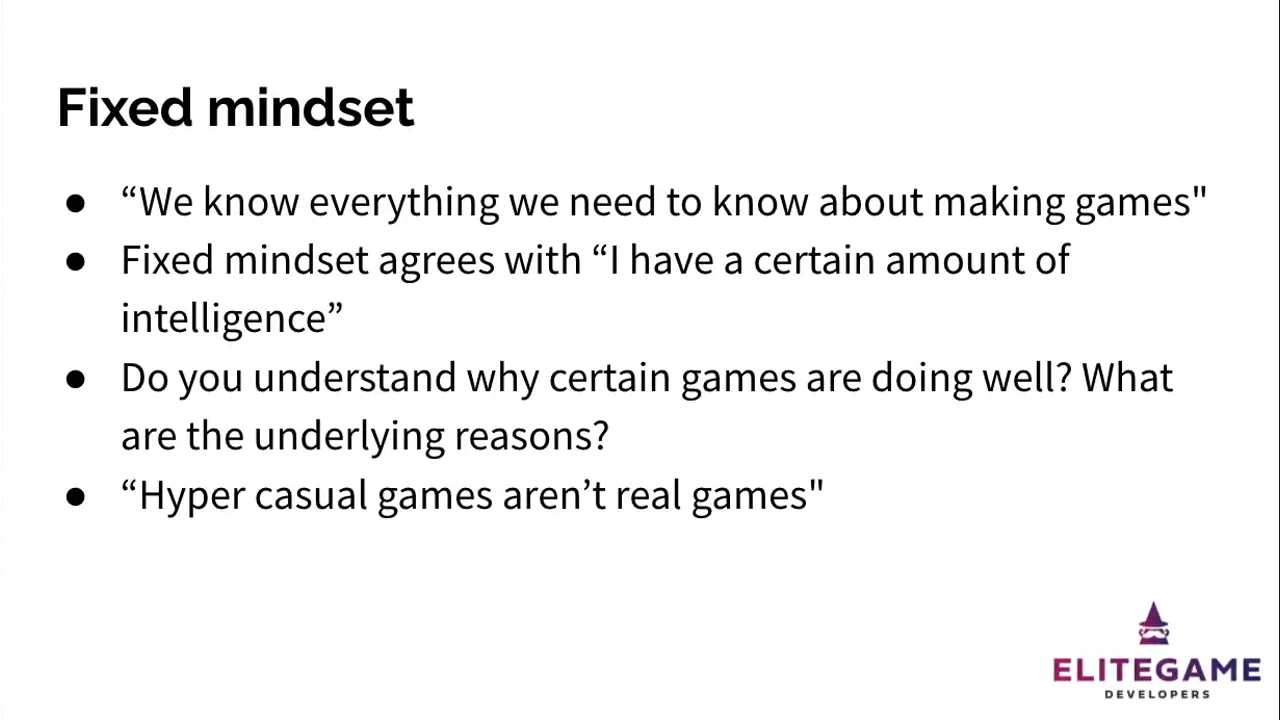 Fixed mindset
● “We know everything we need to know about making games"
● Fixed mindset agrees with “I have a certain amount of
intelligence”
● Do you understand why certain games are doing well? What
are the underlying reasons?
● “Hyper casual games aren’t real games"
ELITEGAME
DEVELOPERS